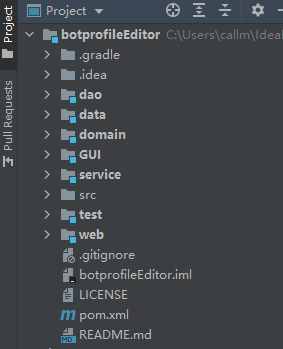 Project
Pull Requests
Project
botprofileEditor C:\Users\callm\Idea
.gradle
.idea
dao
data
domain
GUI
service
src
test
web
.gitignore
botprofileEditor.iml
LICENSE
pom.xml
README.md